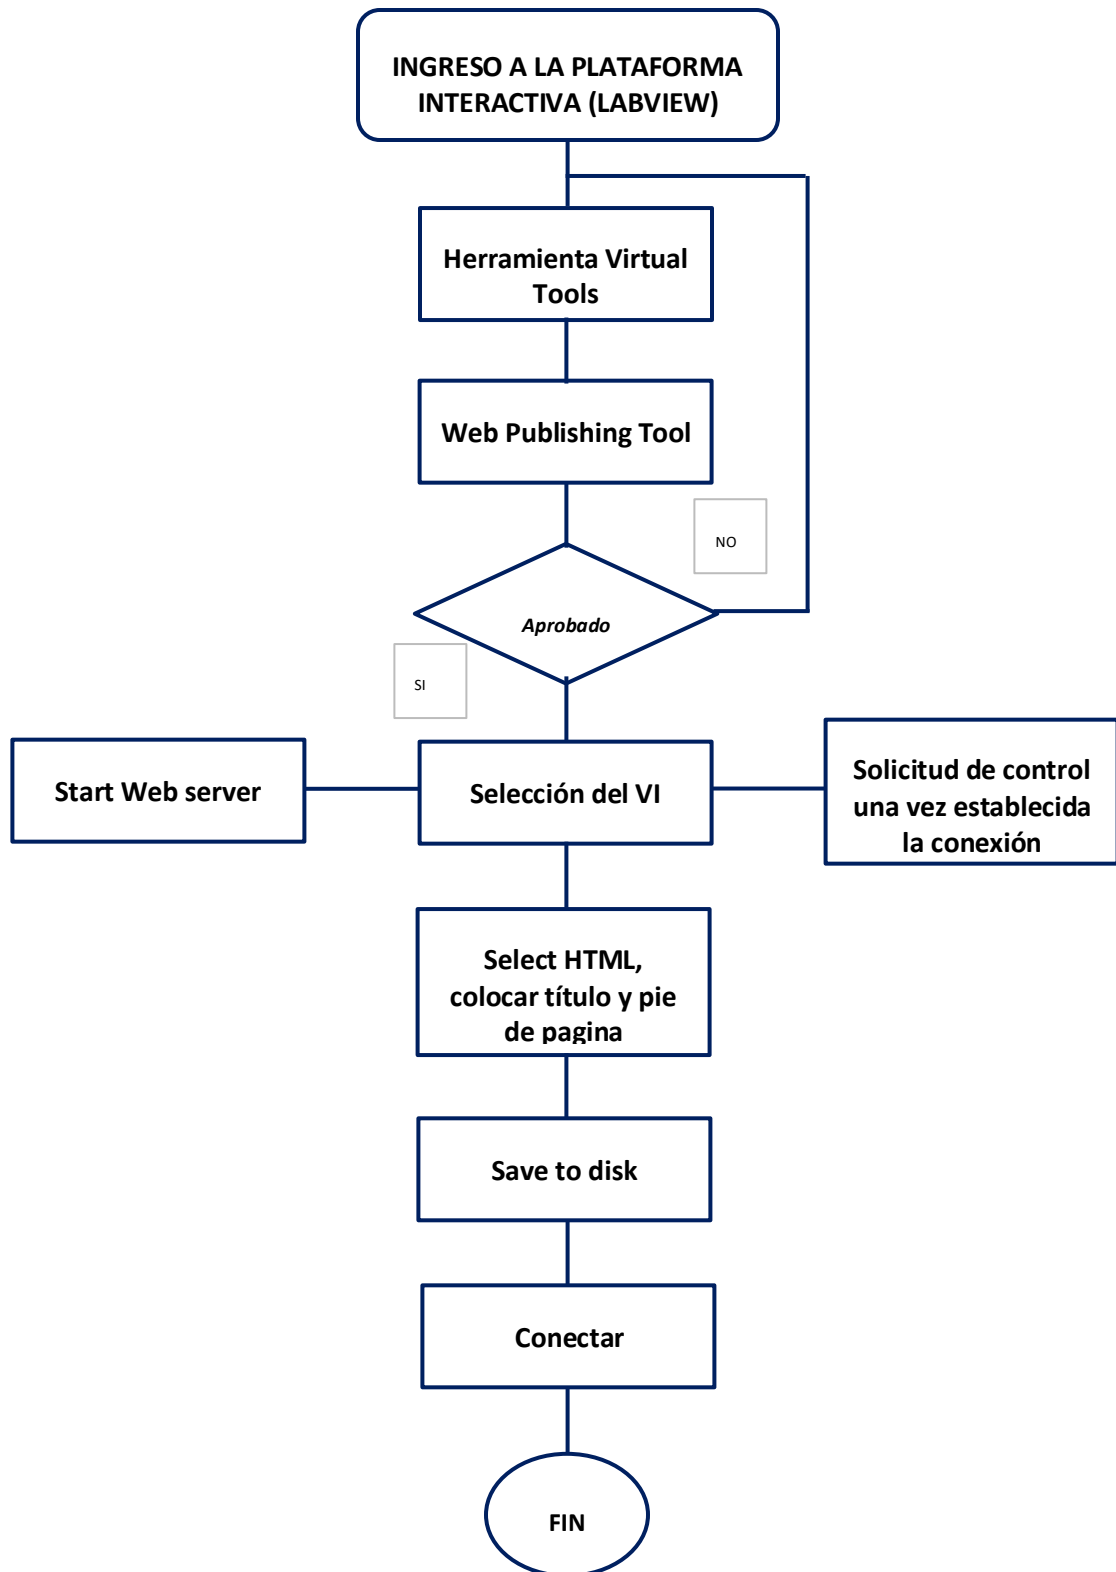 INGRESO A LA PLATAFORMA
INTERACTIVA (LABVIEW)
Herramienta Virtual
Tools
Web Publishing Tool
NO
Aprobado
SI
Start Web server
Selección del VI
Solicitud de control
una vez establecida
la conexión
Select HTML,
colocar título y pie
de pagina
Save to disk
Conectar
FIN